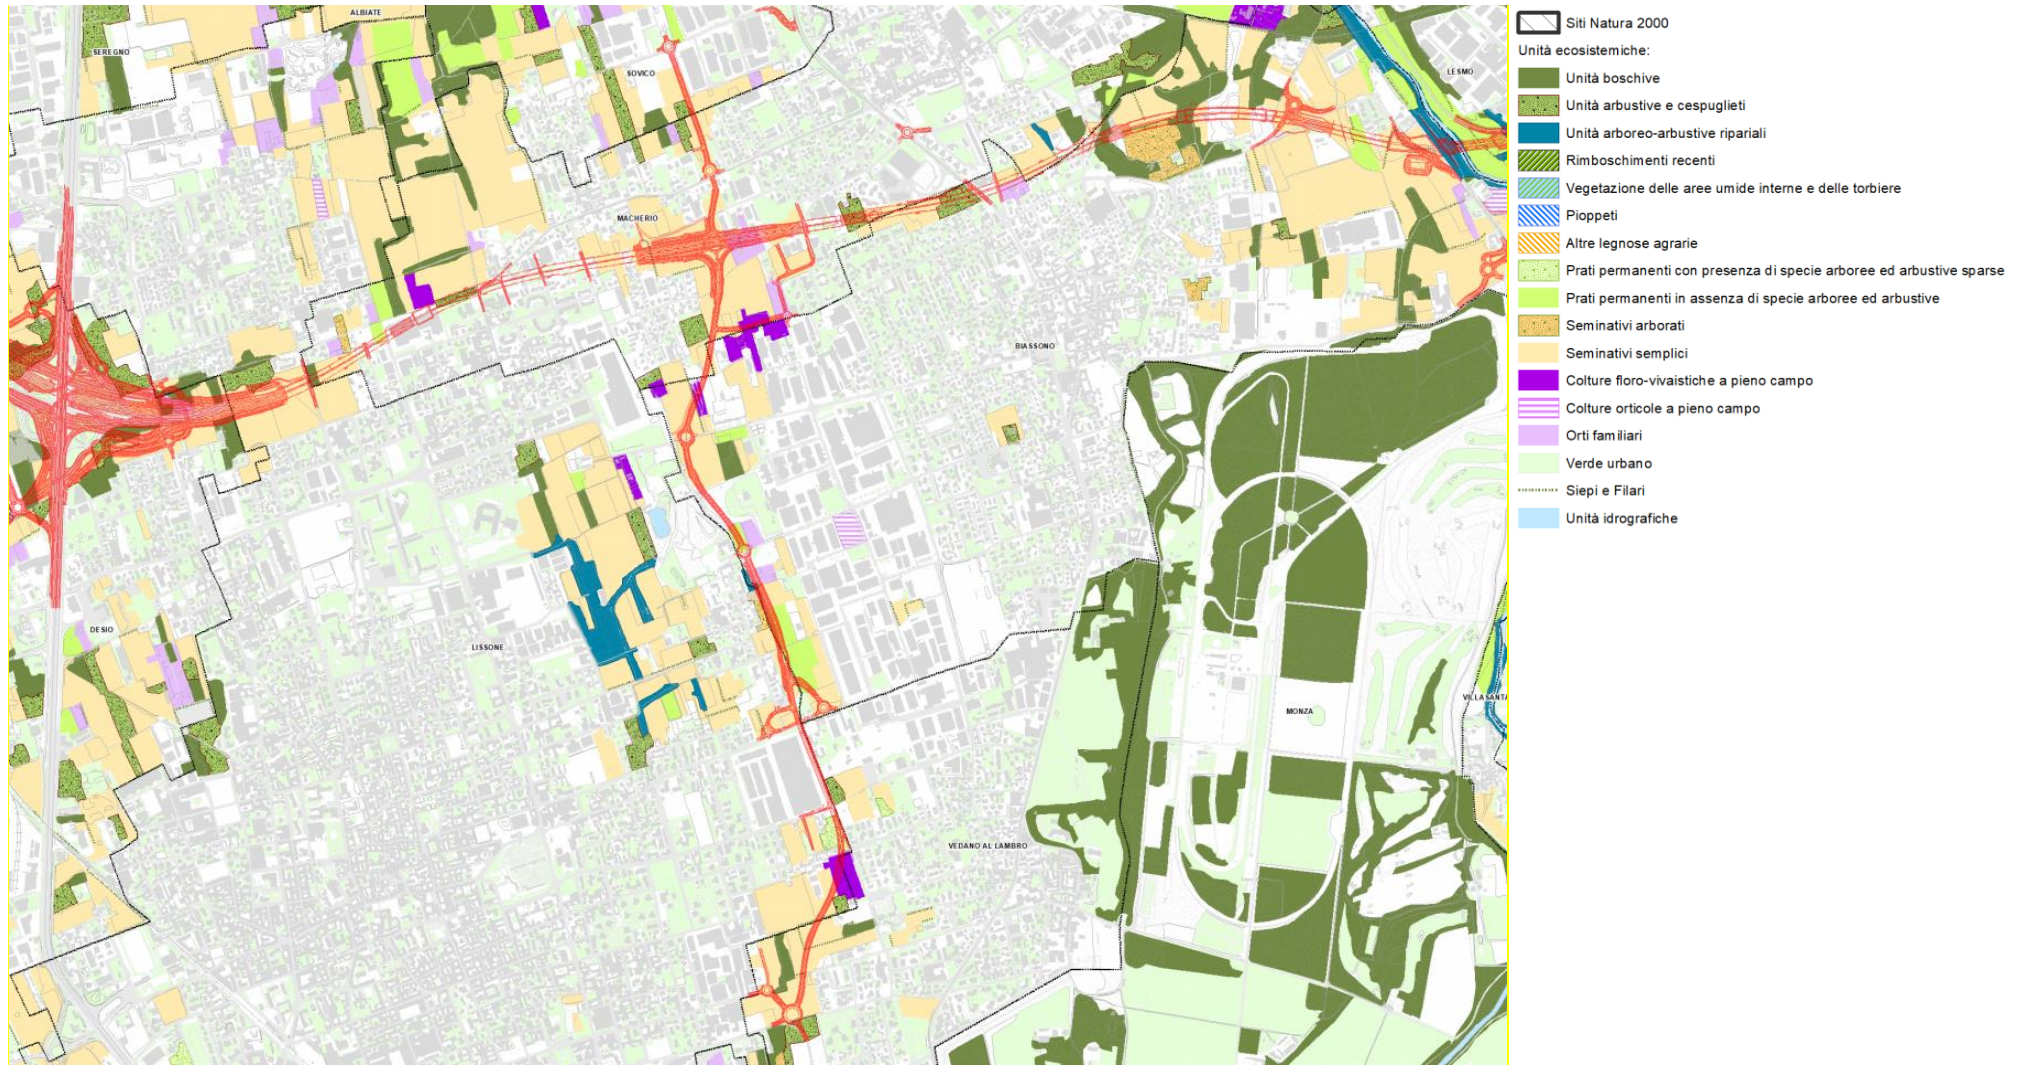 ALBIATE
SEREGNO
SOVICO
LESMO
MACHERIO
BIASSONO
DESIO
LISSONE
VILLASANTA
MONZA
VEDANO AL LAMBRO
Siti Natura 2000
Unità ecosistemiche:
Unità boschive
Unità arbustive e cespuglieti
Unità arboreo-arbustive ripariali
Rimboschimenti recenti
Vegetazione delle aree umide interne e delle torbiere
Pioppeti
Altre legnose agrarie
Prati permanenti con presenza di specie arboree ed arbustive sparse
Prati permanenti in assenza di specie arboree ed arbustive
Seminativi arborati
Seminativi semplici
Colture floro-vivaistiche a pieno campo
Colture orticole a pieno campo
Orti familiari
Verde urbano
Siepi e Filari
Unità idrografiche